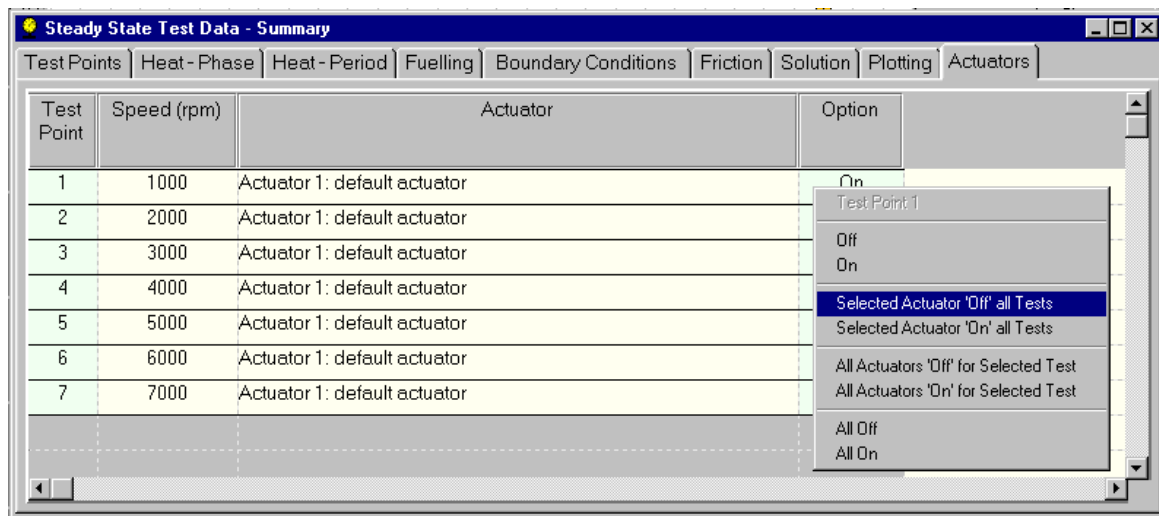 Steady State Test Data - Summary
Test Points Heat-Phase Heat-Period Fuelling Boundary Conditions Friction Solution Plotting Actuators
Test Point Speed (rpm) Actuator Option
1 1000 Actuator 1: default actuator On
2 2000 Actuator 1: default actuator
3 3000 Actuator 1: default actuator
4 4000 Actuator 1: default actuator
5 5000 Actuator 1: default actuator
6 6000 Actuator 1: default actuator
7 7000 Actuator 1: default actuator
Test Point 1
Off
On
Selected Actuator 'Off' all Tests
Selected Actuator 'On' all Tests
All Actuators 'Off' for Selected Test
All Actuators 'On' for Selected Test
All Off
All On